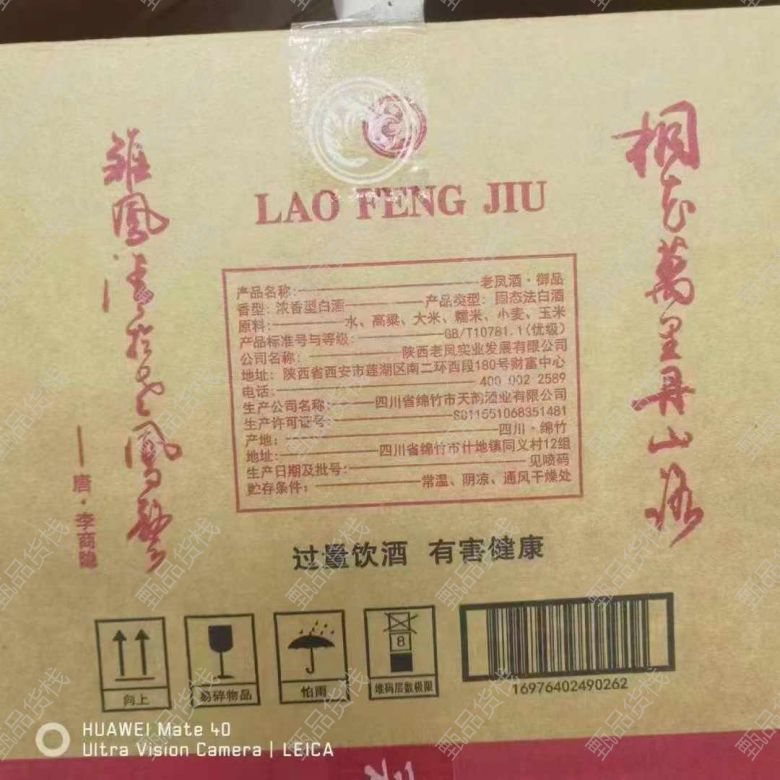 桐花萬里丹山路
雛鳳清於老鳳聲
——唐·李商隐
LAO FENG JIU
产品名称：老凤酒·御品
香型：浓香型白酒 产品类型：固态法白酒
原料：水、高粱、大米、糯米、小麦、玉米
产品标准号与等级：GB/T10781.1(优级)
公司名称：陕西老凤实业发展有限公司
地址：陕西省西安市莲湖区南二环西段180号财富中心
电话：400 002 2589
生产公司名称：四川省绵竹市天韵酒业有限公司
生产许可证号：SC11551068351481
产地：四川·绵竹
地址：四川省绵竹市什地镇同义村12组
生产日期及批号：见喷码
贮存条件：常温、阴凉、通风干燥处
过量饮酒 有害健康
向上
易碎物品
怕雨
8
堆码层数极限
16976402490262
HUAWEI Mate 40
Ultra Vision Camera | LEICA
甄品货栈